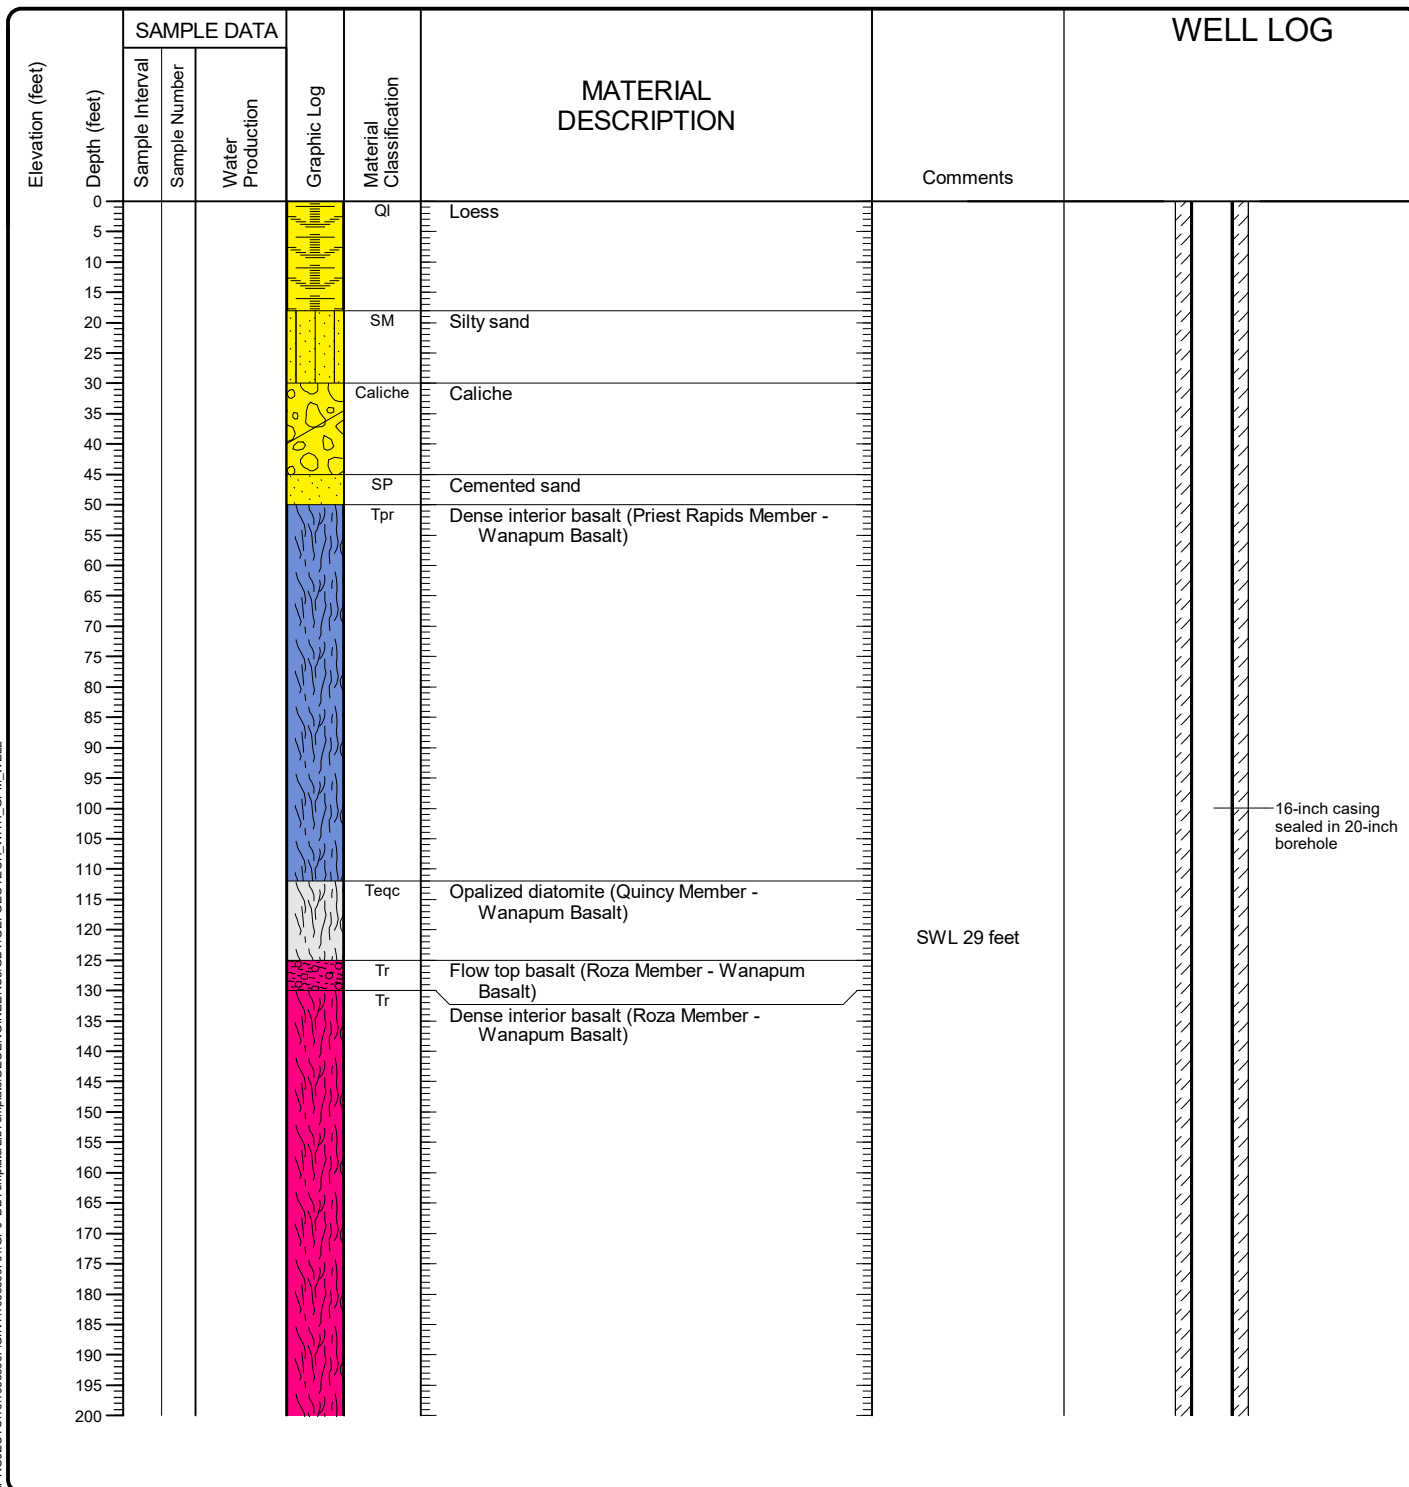 SAMPLE DATA
WELL LOG
Elevation (feet)
Depth (feet)
Sample Interval
Sample Number
Water
Production
Graphic Log
Material
Classification
MATERIAL
DESCRIPTION
Comments
0
5
10
15
20
25
30
35
40
45
50
55
60
65
70
75
80
85
90
95
100
105
110
115
120
125
130
135
140
145
150
155
160
165
170
175
180
185
190
195
200
Ql
Loess
SM
Silty sand
Caliche
Caliche
SP
Cemented sand
Tpr
Dense interior basalt (Priest Rapids Member -
Wanapum Basalt)
Teqc
Opalized diatomite (Quincy Member -
Wanapum Basalt)
Tr
Flow top basalt (Roza Member - Wanapum
Basalt)
Tr
Dense interior basalt (Roza Member -
Wanapum Basalt)
SWL 29 feet
16-inch casing
sealed in 20-inch
borehole